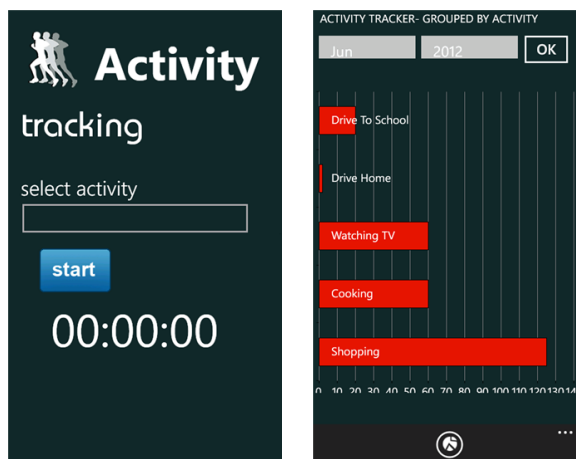 Activity
tracking
select activity
start
00:00:00
ACTIVITY TRACKER- GROUPED BY ACTIVITY
Jun 2012 OK
Drive To School
Drive Home
Watching TV
Cooking
Shopping
0 10 20 30 40 50 60 70 80 90 100 110 120 130 14